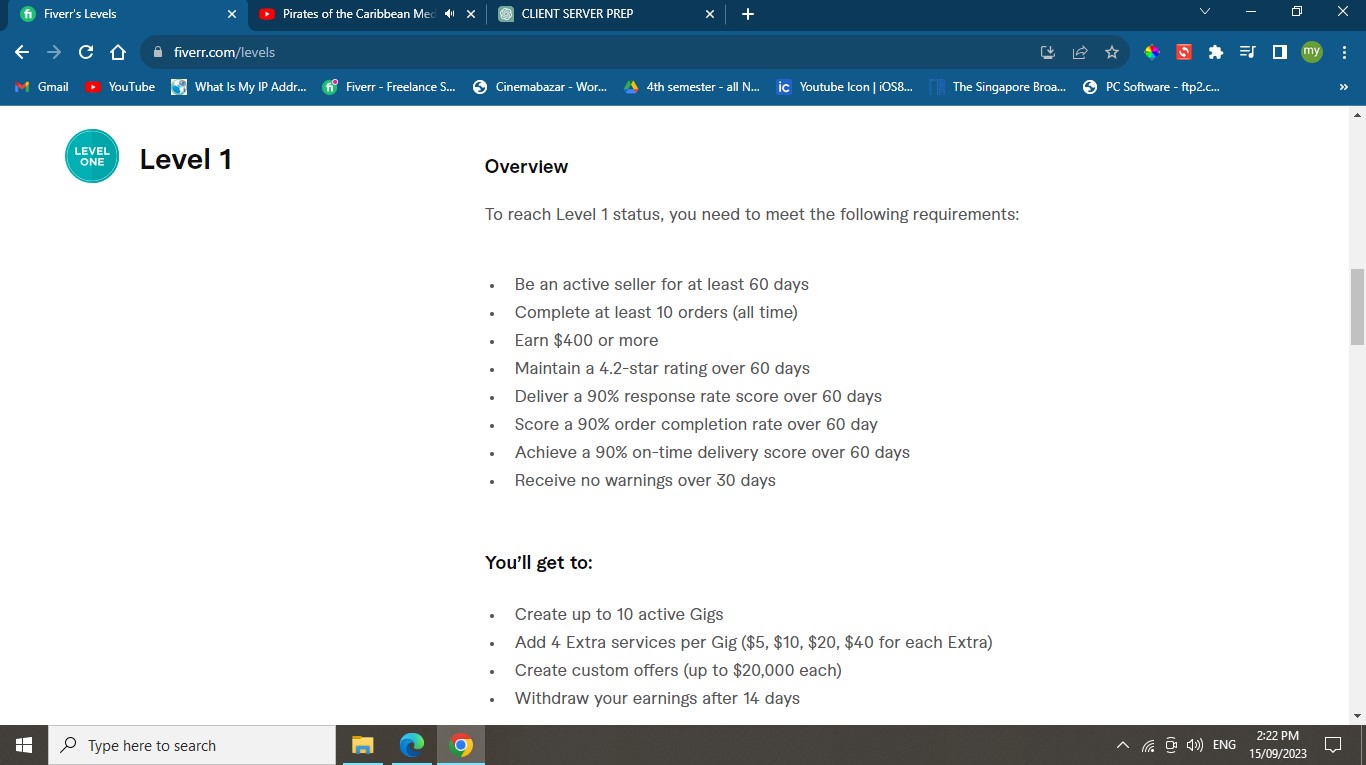 Fiverr's Levels
Pirates of the Caribbean Med
CLIENT SERVER PREP
fiverr.com/levels
my
Gmail
YouTube
What Is My IP Addr...
Fiverr - Freelance S...
Cinemabazar - Wor...
4th semester - all N...
ic
Youtube Icon | iOS8...
The Singapore Broa...
PC Software - ftp2.c...
LEVEL
ONE
Level 1
Overview
To reach Level 1 status, you need to meet the following requirements:
• Be an active seller for at least 60 days
• Complete at least 10 orders (all time)
• Earn $400 or more
• Maintain a 4.2-star rating over 60 days
• Deliver a 90% response rate score over 60 days
• Score a 90% order completion rate over 60 day
• Achieve a 90% on-time delivery score over 60 days
• Receive no warnings over 30 days
You'll get to:
• Create up to 10 active Gigs
• Add 4 Extra services per Gig ($5, $10, $20, $40 for each Extra)
• Create custom offers (up to $20,000 each)
• Withdraw your earnings after 14 days
Type here to search
ENG
2:22 PM
15/09/2023